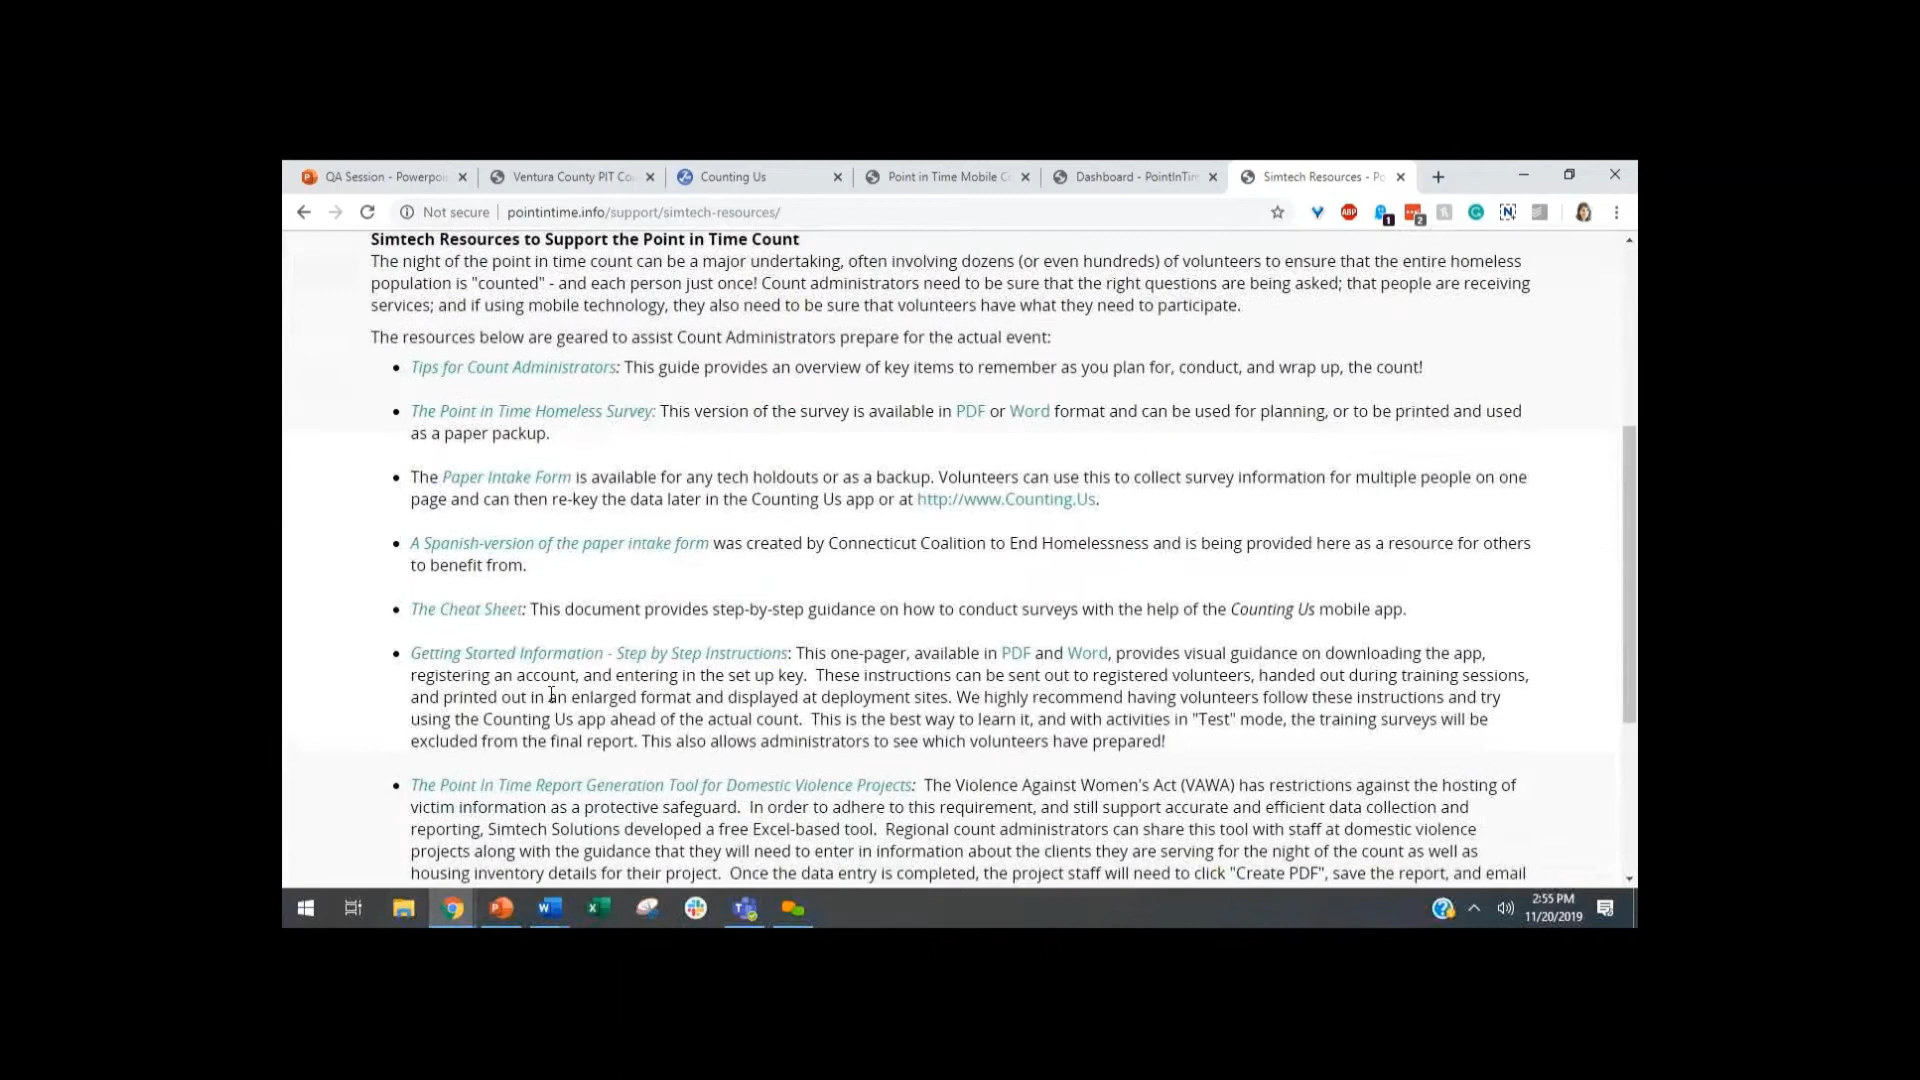 QA Session - Powerpoi
Ventura County PIT Co
Counting Us
Point in Time Mobile C
Dashboard - PointInTim
Simtech Resources - Po
Not secure | pointintime.info/support/simtech-resources/
ABP
1
2
N
Simtech Resources to Support the Point in Time Count
The night of the point in time count can be a major undertaking, often involving dozens (or even hundreds) of volunteers to ensure that the entire homeless
population is "counted" - and each person just once! Count administrators need to be sure that the right questions are being asked; that people are receiving
services; and if using mobile technology, they also need to be sure that volunteers have what they need to participate.
The resources below are geared to assist Count Administrators prepare for the actual event:
• Tips for Count Administrators: This guide provides an overview of key items to remember as you plan for, conduct, and wrap up, the count!
• The Point in Time Homeless Survey: This version of the survey is available in PDF or Word format and can be used for planning, or to be printed and used
as a paper packup.
• The Paper Intake Form is available for any tech holdouts or as a backup. Volunteers can use this to collect survey information for multiple people on one
page and can then re-key the data later in the Counting Us app or at http://www.Counting.Us.
• A Spanish-version of the paper intake form was created by Connecticut Coalition to End Homelessness and is being provided here as a resource for others
to benefit from.
• The Cheat Sheet: This document provides step-by-step guidance on how to conduct surveys with the help of the Counting Us mobile app.
• Getting Started Information - Step by Step Instructions: This one-pager, available in PDF and Word, provides visual guidance on downloading the app,
registering an account, and entering in the set up key. These instructions can be sent out to registered volunteers, handed out during training sessions,
and printed out in an enlarged format and displayed at deployment sites. We highly recommend having volunteers follow these instructions and try
using the Counting Us app ahead of the actual count. This is the best way to learn it, and with activities in "Test" mode, the training surveys will be
excluded from the final report. This also allows administrators to see which volunteers have prepared!
• The Point In Time Report Generation Tool for Domestic Violence Projects: The Violence Against Women's Act (VAWA) has restrictions against the hosting of
victim information as a protective safeguard. In order to adhere to this requirement, and still support accurate and efficient data collection and
reporting, Simtech Solutions developed a free Excel-based tool. Regional count administrators can share this tool with staff at domestic violence
projects along with the guidance that they will need to enter in information about the clients they are serving for the night of the count as well as
housing inventory details for their project. Once the data entry is completed, the project staff will need to click "Create PDF", save the report, and email
2:55 PM
11/20/2019